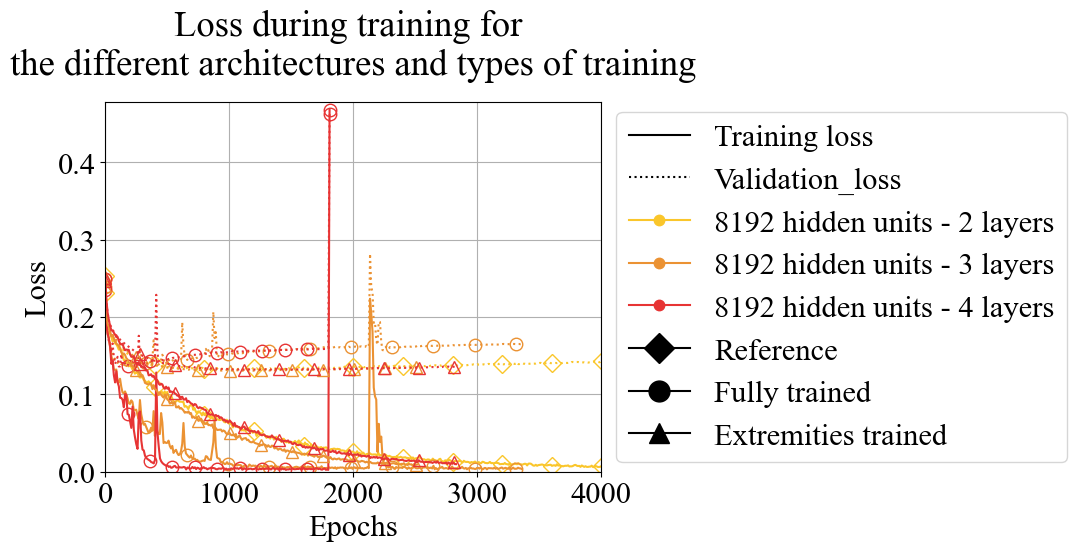 Loss during training for
the different architectures and types of training
Loss
0.4
0.3
0.2
0.1
0.0
0 1000 2000 3000 4000
Epochs
Training loss
Validation_loss
8192 hidden units - 2 layers
8192 hidden units - 3 layers
8192 hidden units - 4 layers
Reference
Fully trained
Extremities trained